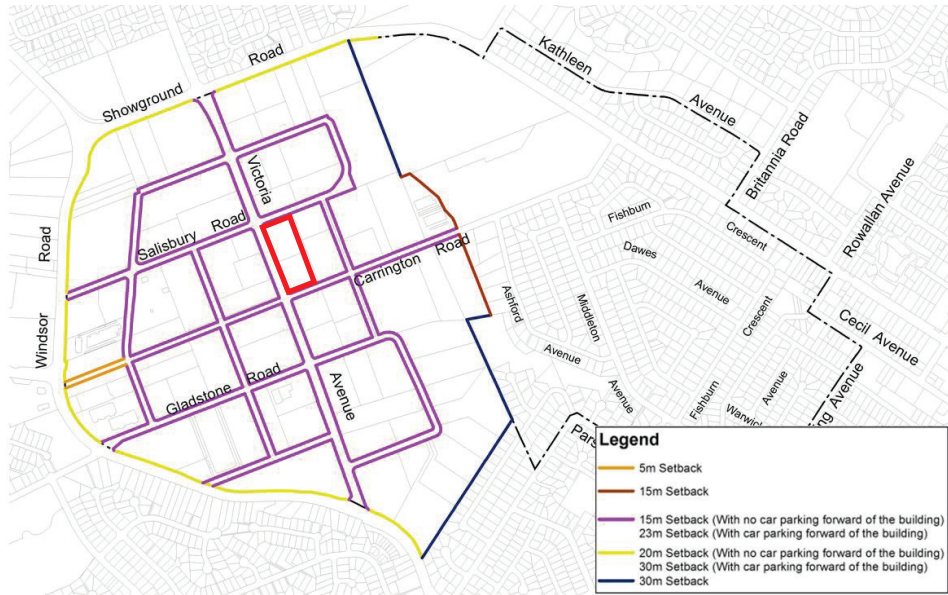 Kathleen
Avenue
Road
Showground
Britannia Road
Rowallan Avenue
Victoria
Road
Salisbury
Road
Fishburn
Crescent
Dawes
Carrington
Road
Avenue
Ashford
Middleton
Crescent
Cecil Avenue
Windsor
Avenue
Avenue
Gladstone
Road
Avenue
Fishburn
Avenue
Warwick
ng Avenue
Pars
Legend
5m Setback
15m Setback
15m Setback (With no car parking forward of the building)
23m Setback (With car parking forward of the building)
20m Setback (With no car parking forward of the building)
30m Setback (With car parking forward of the building)
30m Setback